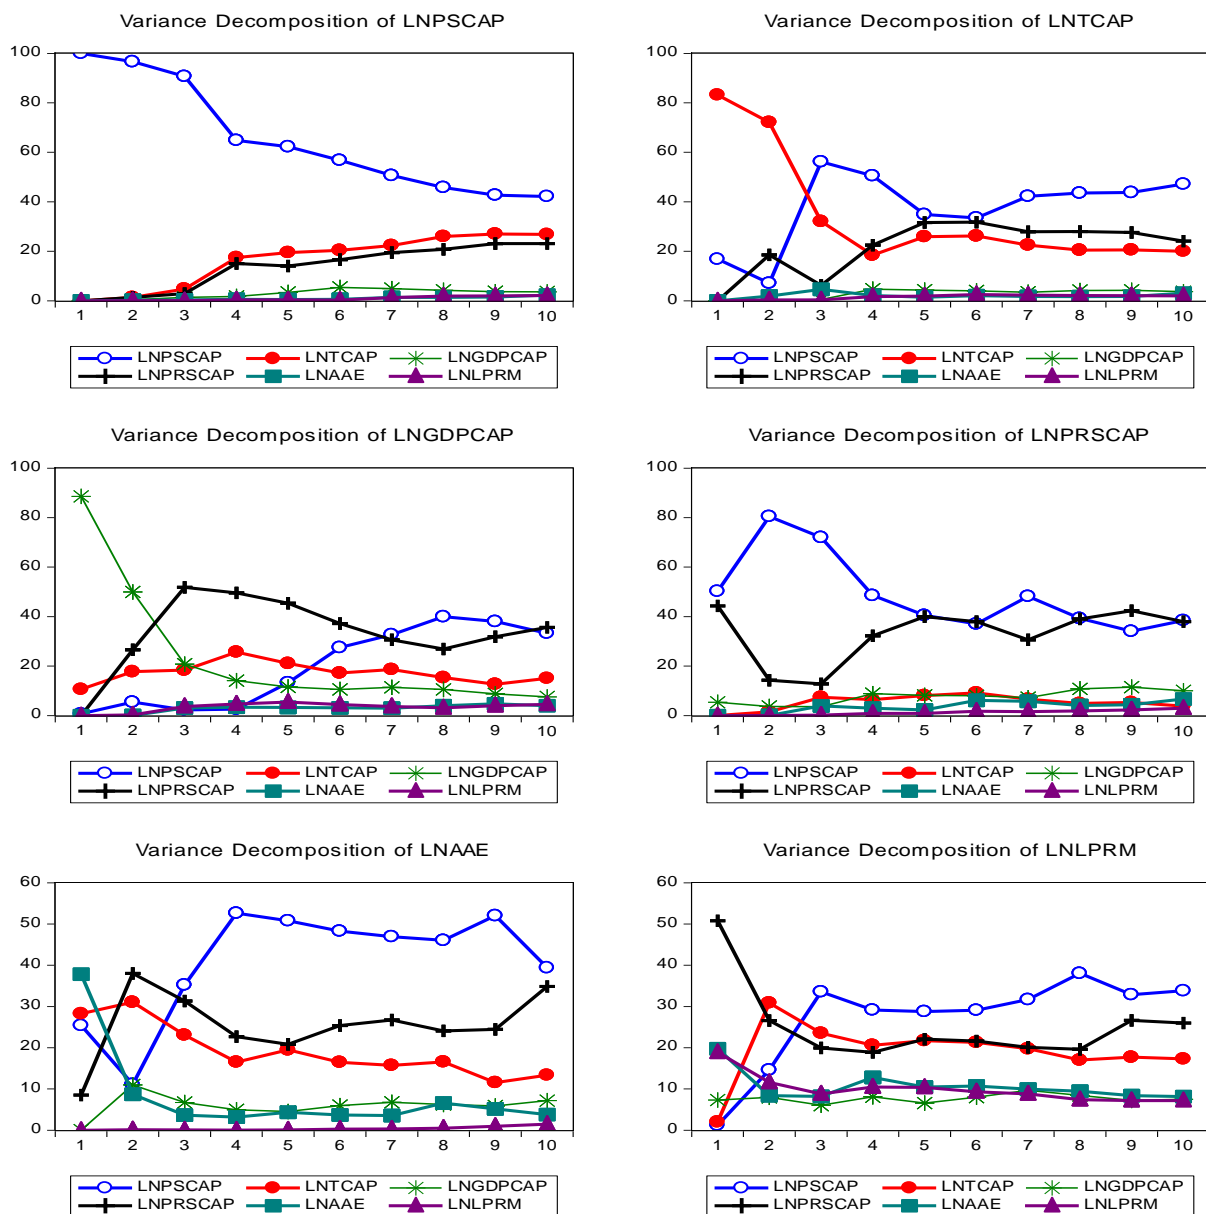 Variance Decomposition of LNPSCAP
100
80
60
40
20
0
1 2 3 4 5 6 7 8 9 10
LNPSCAP LNTCAP LNGDPCAP
LNPRSCAP LNAAE LNLPRM
Variance Decomposition of LNTCAP
100
80
60
40
20
0
1 2 3 4 5 6 7 8 9 10
LNPSCAP LNTCAP LNGDPCAP
LNPRSCAP LNAAE LNLPRM
Variance Decomposition of LNGDPCAP
100
80
60
40
20
0
1 2 3 4 5 6 7 8 9 10
LNPSCAP LNTCAP LNGDPCAP
LNPRSCAP LNAAE LNLPRM
Variance Decomposition of LNPRSCAP
100
80
60
40
20
0
1 2 3 4 5 6 7 8 9 10
LNPSCAP LNTCAP LNGDPCAP
LNPRSCAP LNAAE LNLPRM
Variance Decomposition of LNAAE
60
50
40
30
20
10
0
1 2 3 4 5 6 7 8 9 10
LNPSCAP LNTCAP LNGDPCAP
LNPRSCAP LNAAE LNLPRM
Variance Decomposition of LNLPRM
60
50
40
30
20
10
0
1 2 3 4 5 6 7 8 9 10
LNPSCAP LNTCAP LNGDPCAP
LNPRSCAP LNAAE LNLPRM